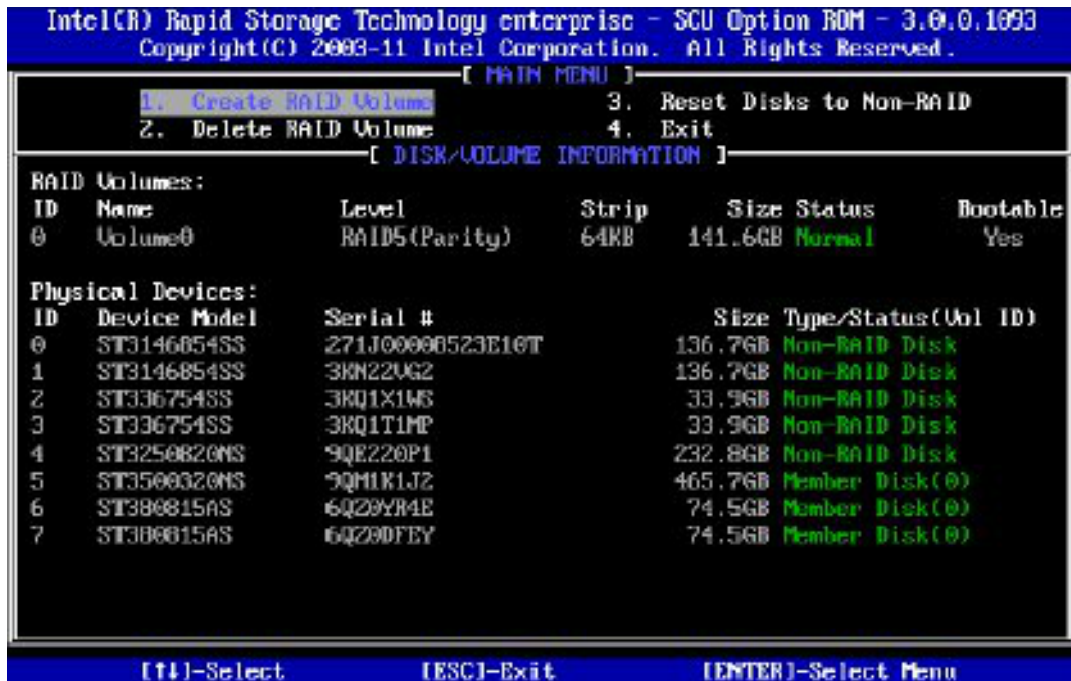 Intel(R) Rapid Storage Technology enterprise - SCU Option ROM - 3.0.0.1093
Copyright(C) 2003-11 Intel Corporation. All Rights Reserved.
[ MAIN MENU ]
1. Create RAID Volume 3. Reset Disks to Non-RAID
2. Delete RAID Volume 4. Exit
[ DISK/VOLUME INFORMATION ]
RAID Volumes:
ID Name Level Strip Size Status Bootable
0 Volume0 RAID5(Parity) 64KB 141.6GB Normal Yes
Physical Devices:
ID Device Model Serial # Size Type/Status(Vol ID)
0 ST3146854SS 271J00008523E10T 136.7GB Non-RAID Disk
1 ST3146854SS 3KN22VGZ 136.7GB Non-RAID Disk
2 ST336754SS 3KQ1X1WS 33.9GB Non-RAID Disk
3 ST336754SS 3KQ1T1MP 33.9GB Non-RAID Disk
4 ST3250820NS 9QE220P1 232.8GB Non-RAID Disk
5 ST3500320NS 9QM1K1JZ 465.7GB Member Disk(0)
6 ST380815AS 6QZ0YR4E 74.5GB Member Disk(0)
7 ST380815AS 6QZ0DFEY 74.5GB Member Disk(0)
[↑↓]-Select [ESC]-Exit [ENTER]-Select Menu